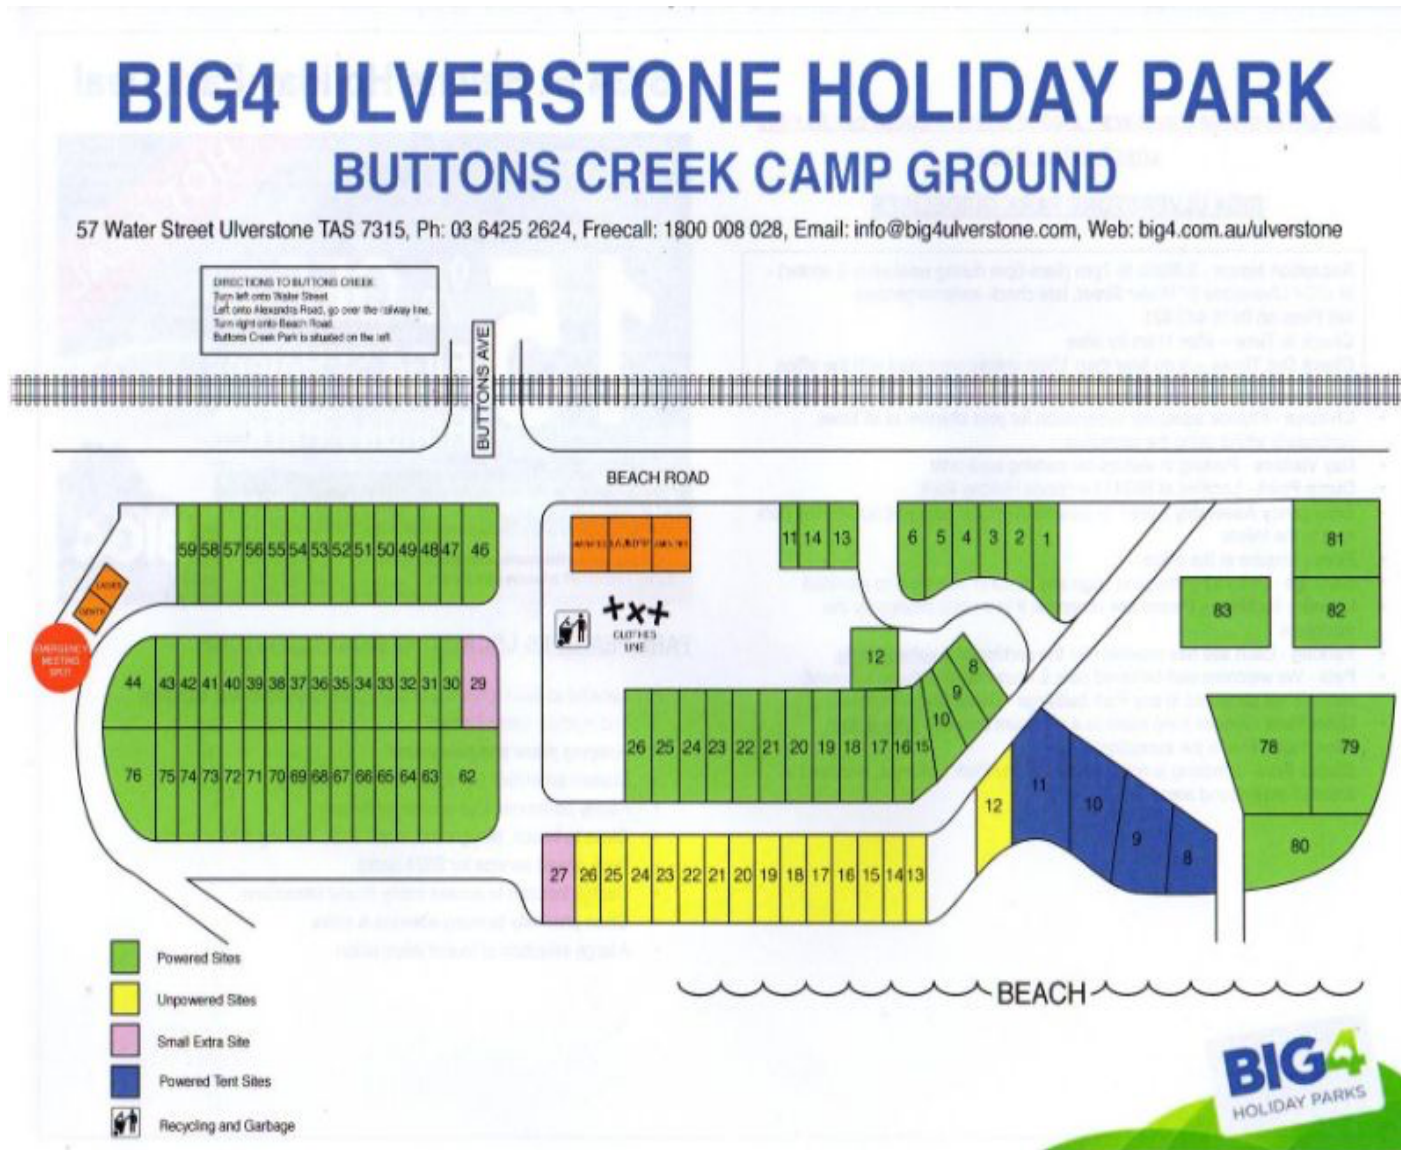 BIG4 ULVERSTONE HOLIDAY PARK
BUTTONS CREEK CAMP GROUND
57 Water Street Ulverstone TAS 7315, Ph: 03 6425 2624, Freecall: 1800 008 028, Email: info@big4ulverstone.com, Web: big4.com.au/ulverstone
DIRECTIONS TO BUTTONS CREEK
Turn left onto Water Street
Left onto Alexandra Road, go over the railway line.
Turn right onto Beach Road.
Buttons Creek Park is situated on the left.
BUTTONS AVE
BEACH ROAD
59 58 57 56 55 54 53 52 51 50 49 48 47 46
LAUNDRY
11 14 13
6 5 4 3 2 1
81
82
83
LADIES
GENTS
EMERGENCY
MEETING
SPOT
CLOTHES
LINE
44 43 42 41 40 39 38 37 36 35 34 33 32 31 30 29
76 75 74 73 72 71 70 69 68 67 66 65 64 63 62
12
8
9
10
26 25 24 23 22 21 20 19 18 17 16 15
78 79
80
12 11 10 9 8
27 26 25 24 23 22 21 20 19 18 17 16 15 14 13
BEACH
Powered Sites
Unpowered Sites
Small Extra Site
Powered Tent Sites
Recycling and Garbage
BIG4
HOLIDAY PARKS